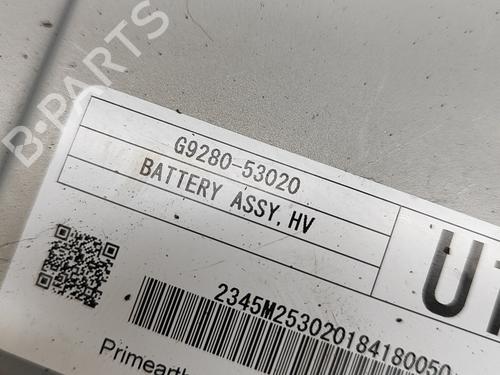 B-PARTS
G9280-53020
BATTERY ASSY, HV
U
2345M253020184180050
Primearth